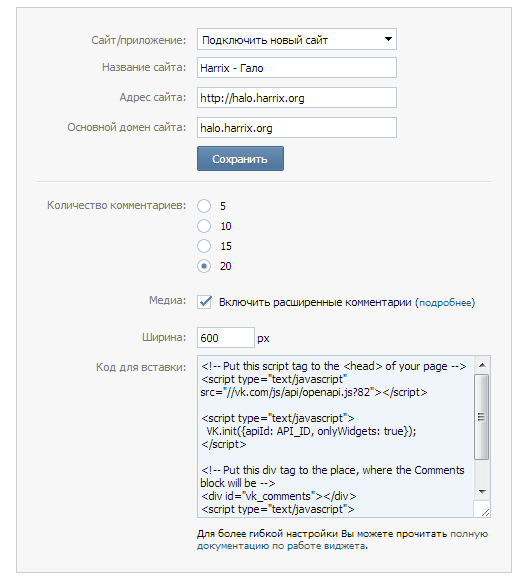 Сайт/приложение: Подключить новый сайт
Название сайта: Harrix - Гало
Адрес сайта: http://halo.harrix.org
Основной домен сайта: halo.harrix.org
Сохранить
Количество комментариев: 5
10
15
20
Медиа: Включить расширенные комментарии (подробнее)
Ширина: 600 px
Код для вставки: <!-- Put this script tag to the <head> of your page -->
<script type="text/javascript"
src="//vk.com/js/api/openapi.js?82"></script>
<script type="text/javascript">
VK.init({apiId: API_ID, onlyWidgets: true});
</script>
<!-- Put this div tag to the place, where the Comments
block will be -->
<div id="vk_comments"></div>
<script type="text/javascript">
Для более гибкой настройки Вы можете прочитать полную
документацию по работе виджета.